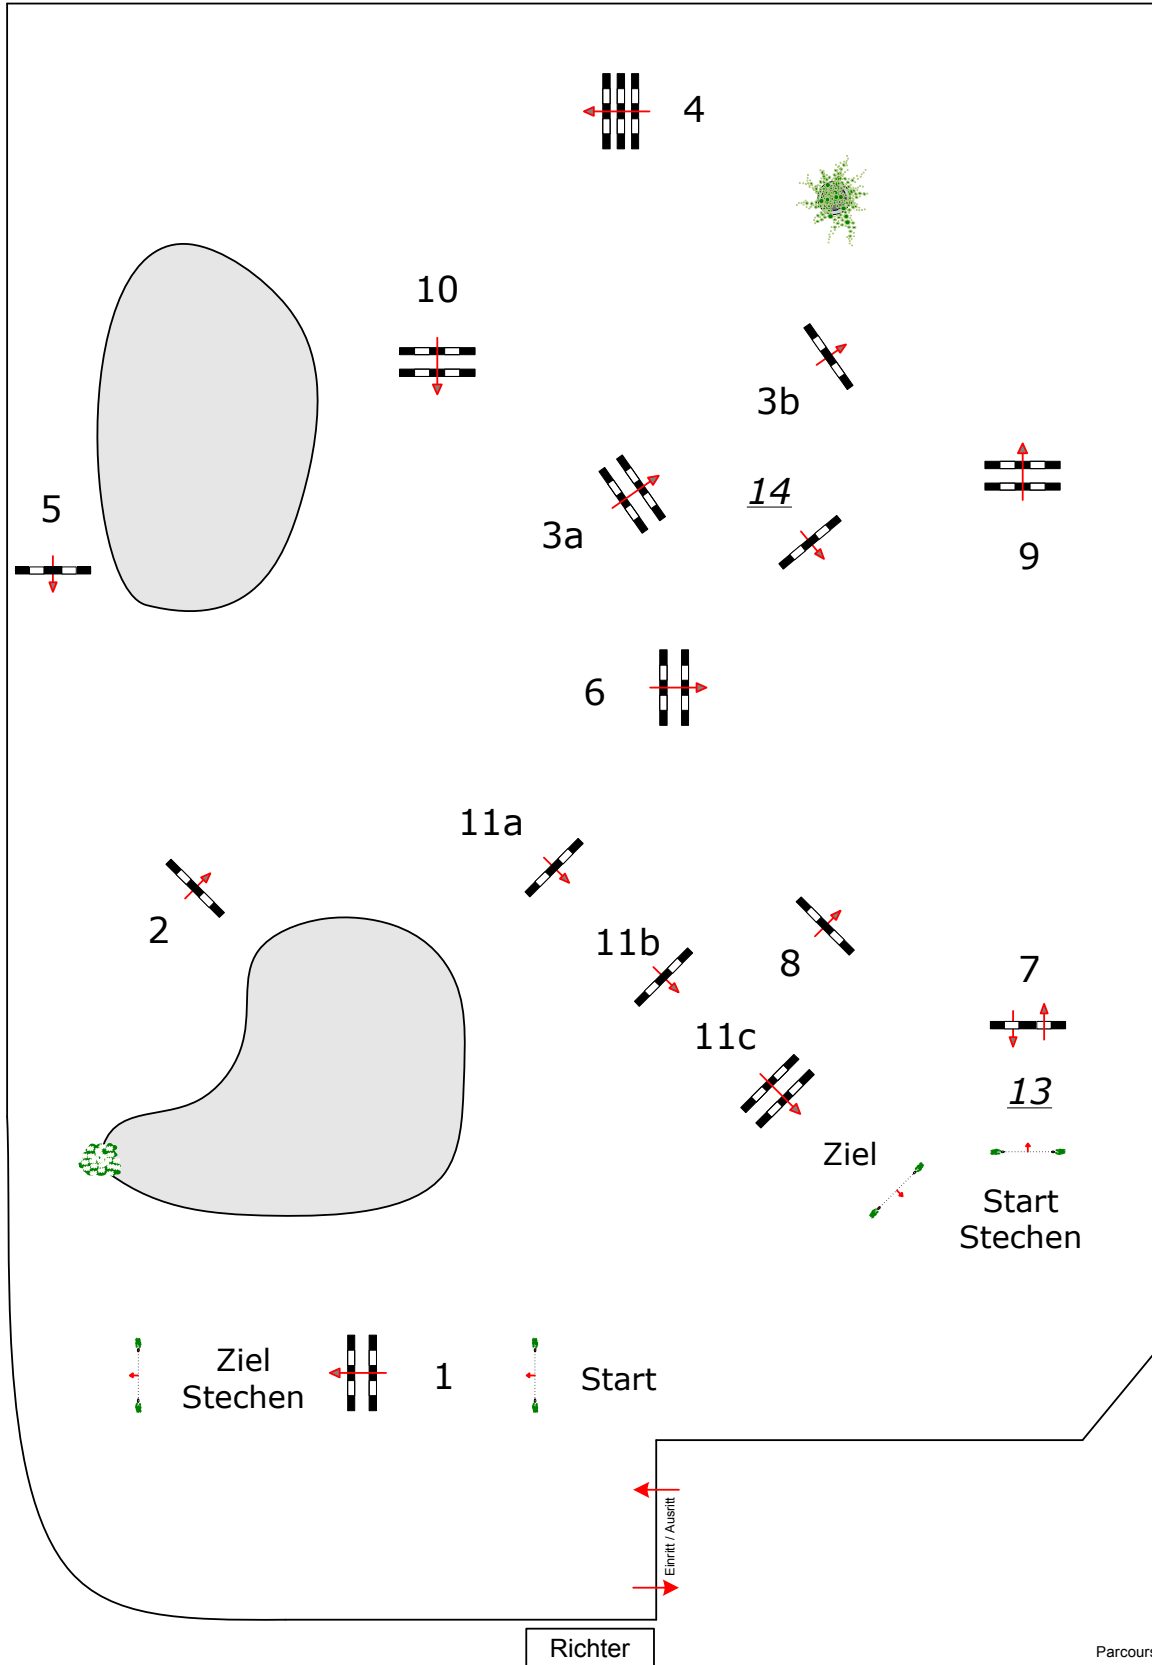 4
10
3b
14
5
3a
9
6
11a
2
11b
8
7
11c
13
Ziel
Start
Stechen
Ziel
Stechen
1
Start
Einritt / Ausritt
Richter
Parcours